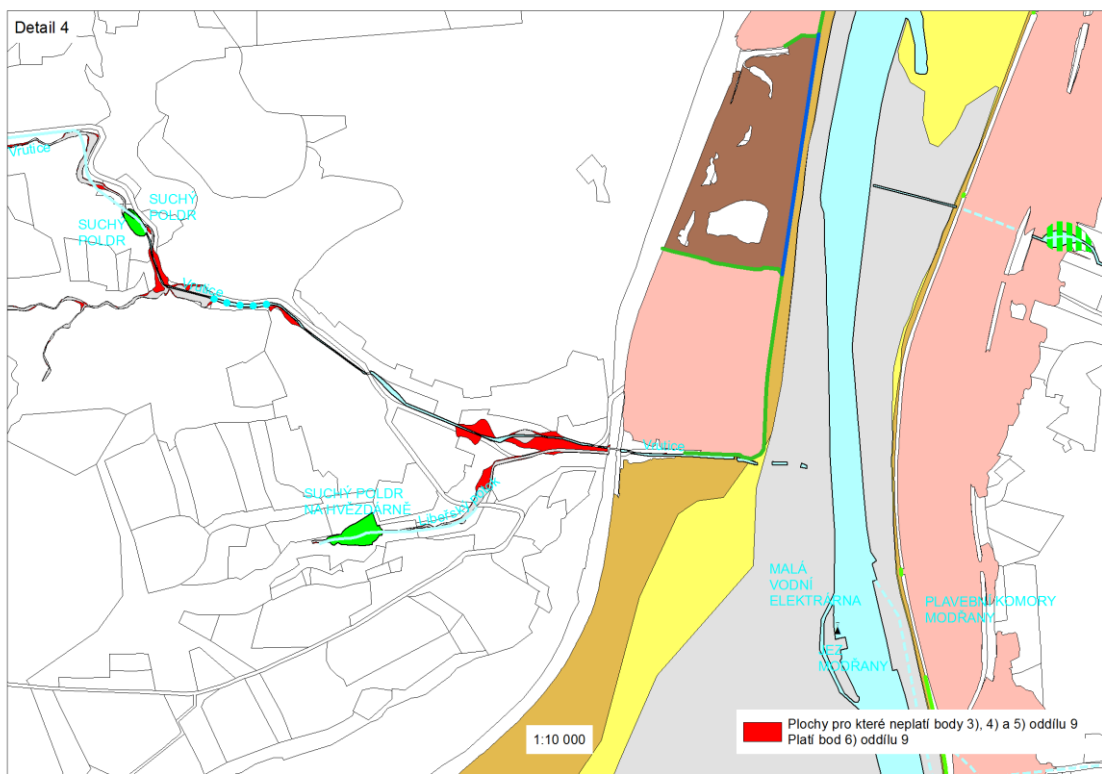 Detail 4
Vrutice
SUCHÝ
POLDR
SUCHÝ
POLDR
Vrutice
Vrutice
SUCHÝ POLDR
NA HVĚZDÁRNĚ
Libeřský potok
MALÁ
VODNÍ
ELEKTRÁRNA
PLAVEBNÍ KOMORY
MODŘANY
JEZ
MODŘANY
1:10 000
Plochy pro které neplatí body 3), 4) a 5) oddílu 9
Platí bod 6) oddílu 9